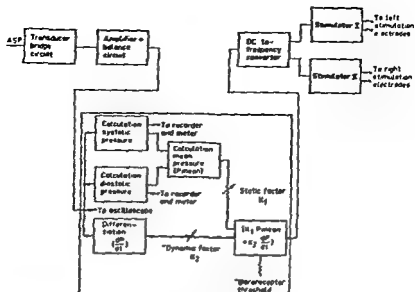 ASP
Transducer
bridge
circuit
Amplifier +
balance
circuit
DC to-
frequency
converter
Stimulator I
To left
stimulation
electrodes
Stimulator II
To right
stimulation
electrodes
Calculation
systolic
pressure
To recorder
and meter
Calculation
mean
pressure
(Pmean)
Calculation
diastolic
pressure
To recorder
and meter
Static factor
K1
To oscilloscope
Differen-
tiation
(dP/dt)
Dynamic factor
K2
(K1 Pmean
+ K2 dP/dt)
Baroreceptor
threshold